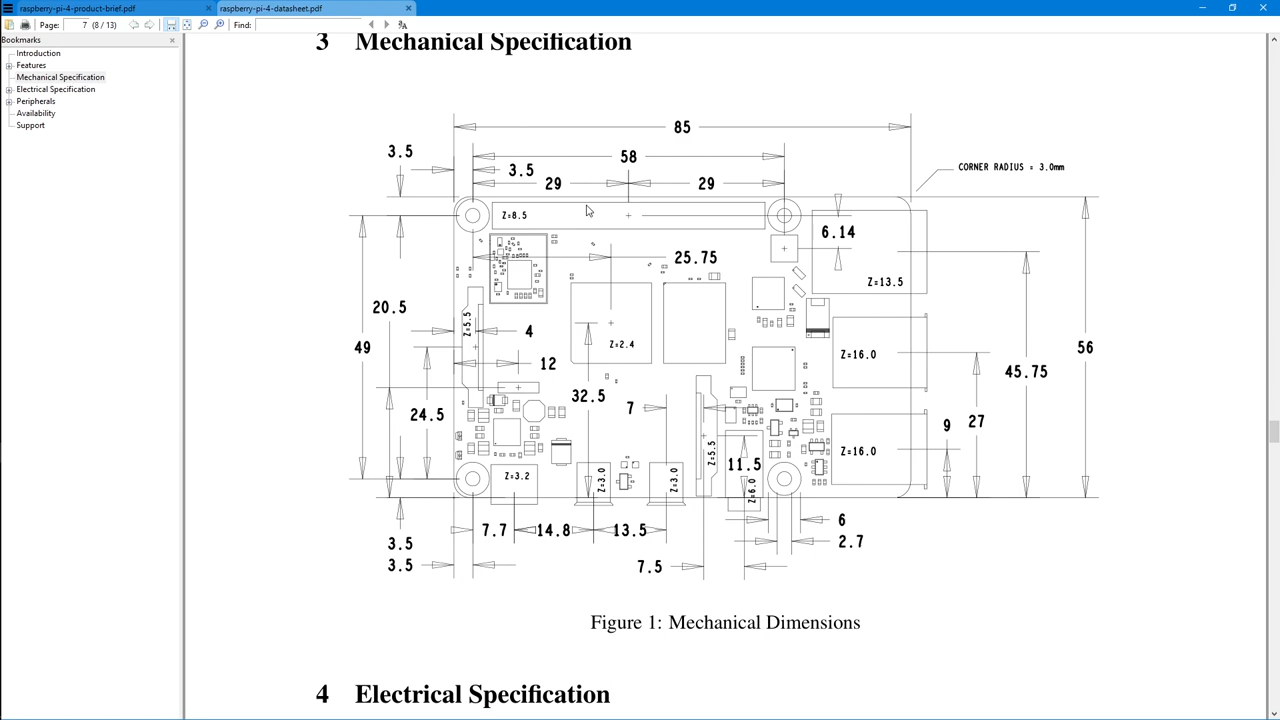 raspberry-pi-4-product-brief.pdf
raspberry-pi-4-datasheet.pdf
Page: 7 (8 / 13) Find:
Bookmarks
Introduction
Features
Mechanical Specification
Electrical Specification
Peripherals
Availability
Support
3 Mechanical Specification
85
58
3.5
3.5
29
29
CORNER RADIUS = 3.0mm
Z=8.5
6.14
25.75
Z=13.5
20.5
Z=5.5
4
Z=2.4
49
Z=16.0
56
12
45.75
32.5
7
24.5
9
27
Z=5.5
Z=16.0
11.5
Z=3.2
Z=3.0
Z=3.0
Z=6.0
7.7
14.8
13.5
6
3.5
2.7
3.5
7.5
Figure 1: Mechanical Dimensions
4 Electrical Specification